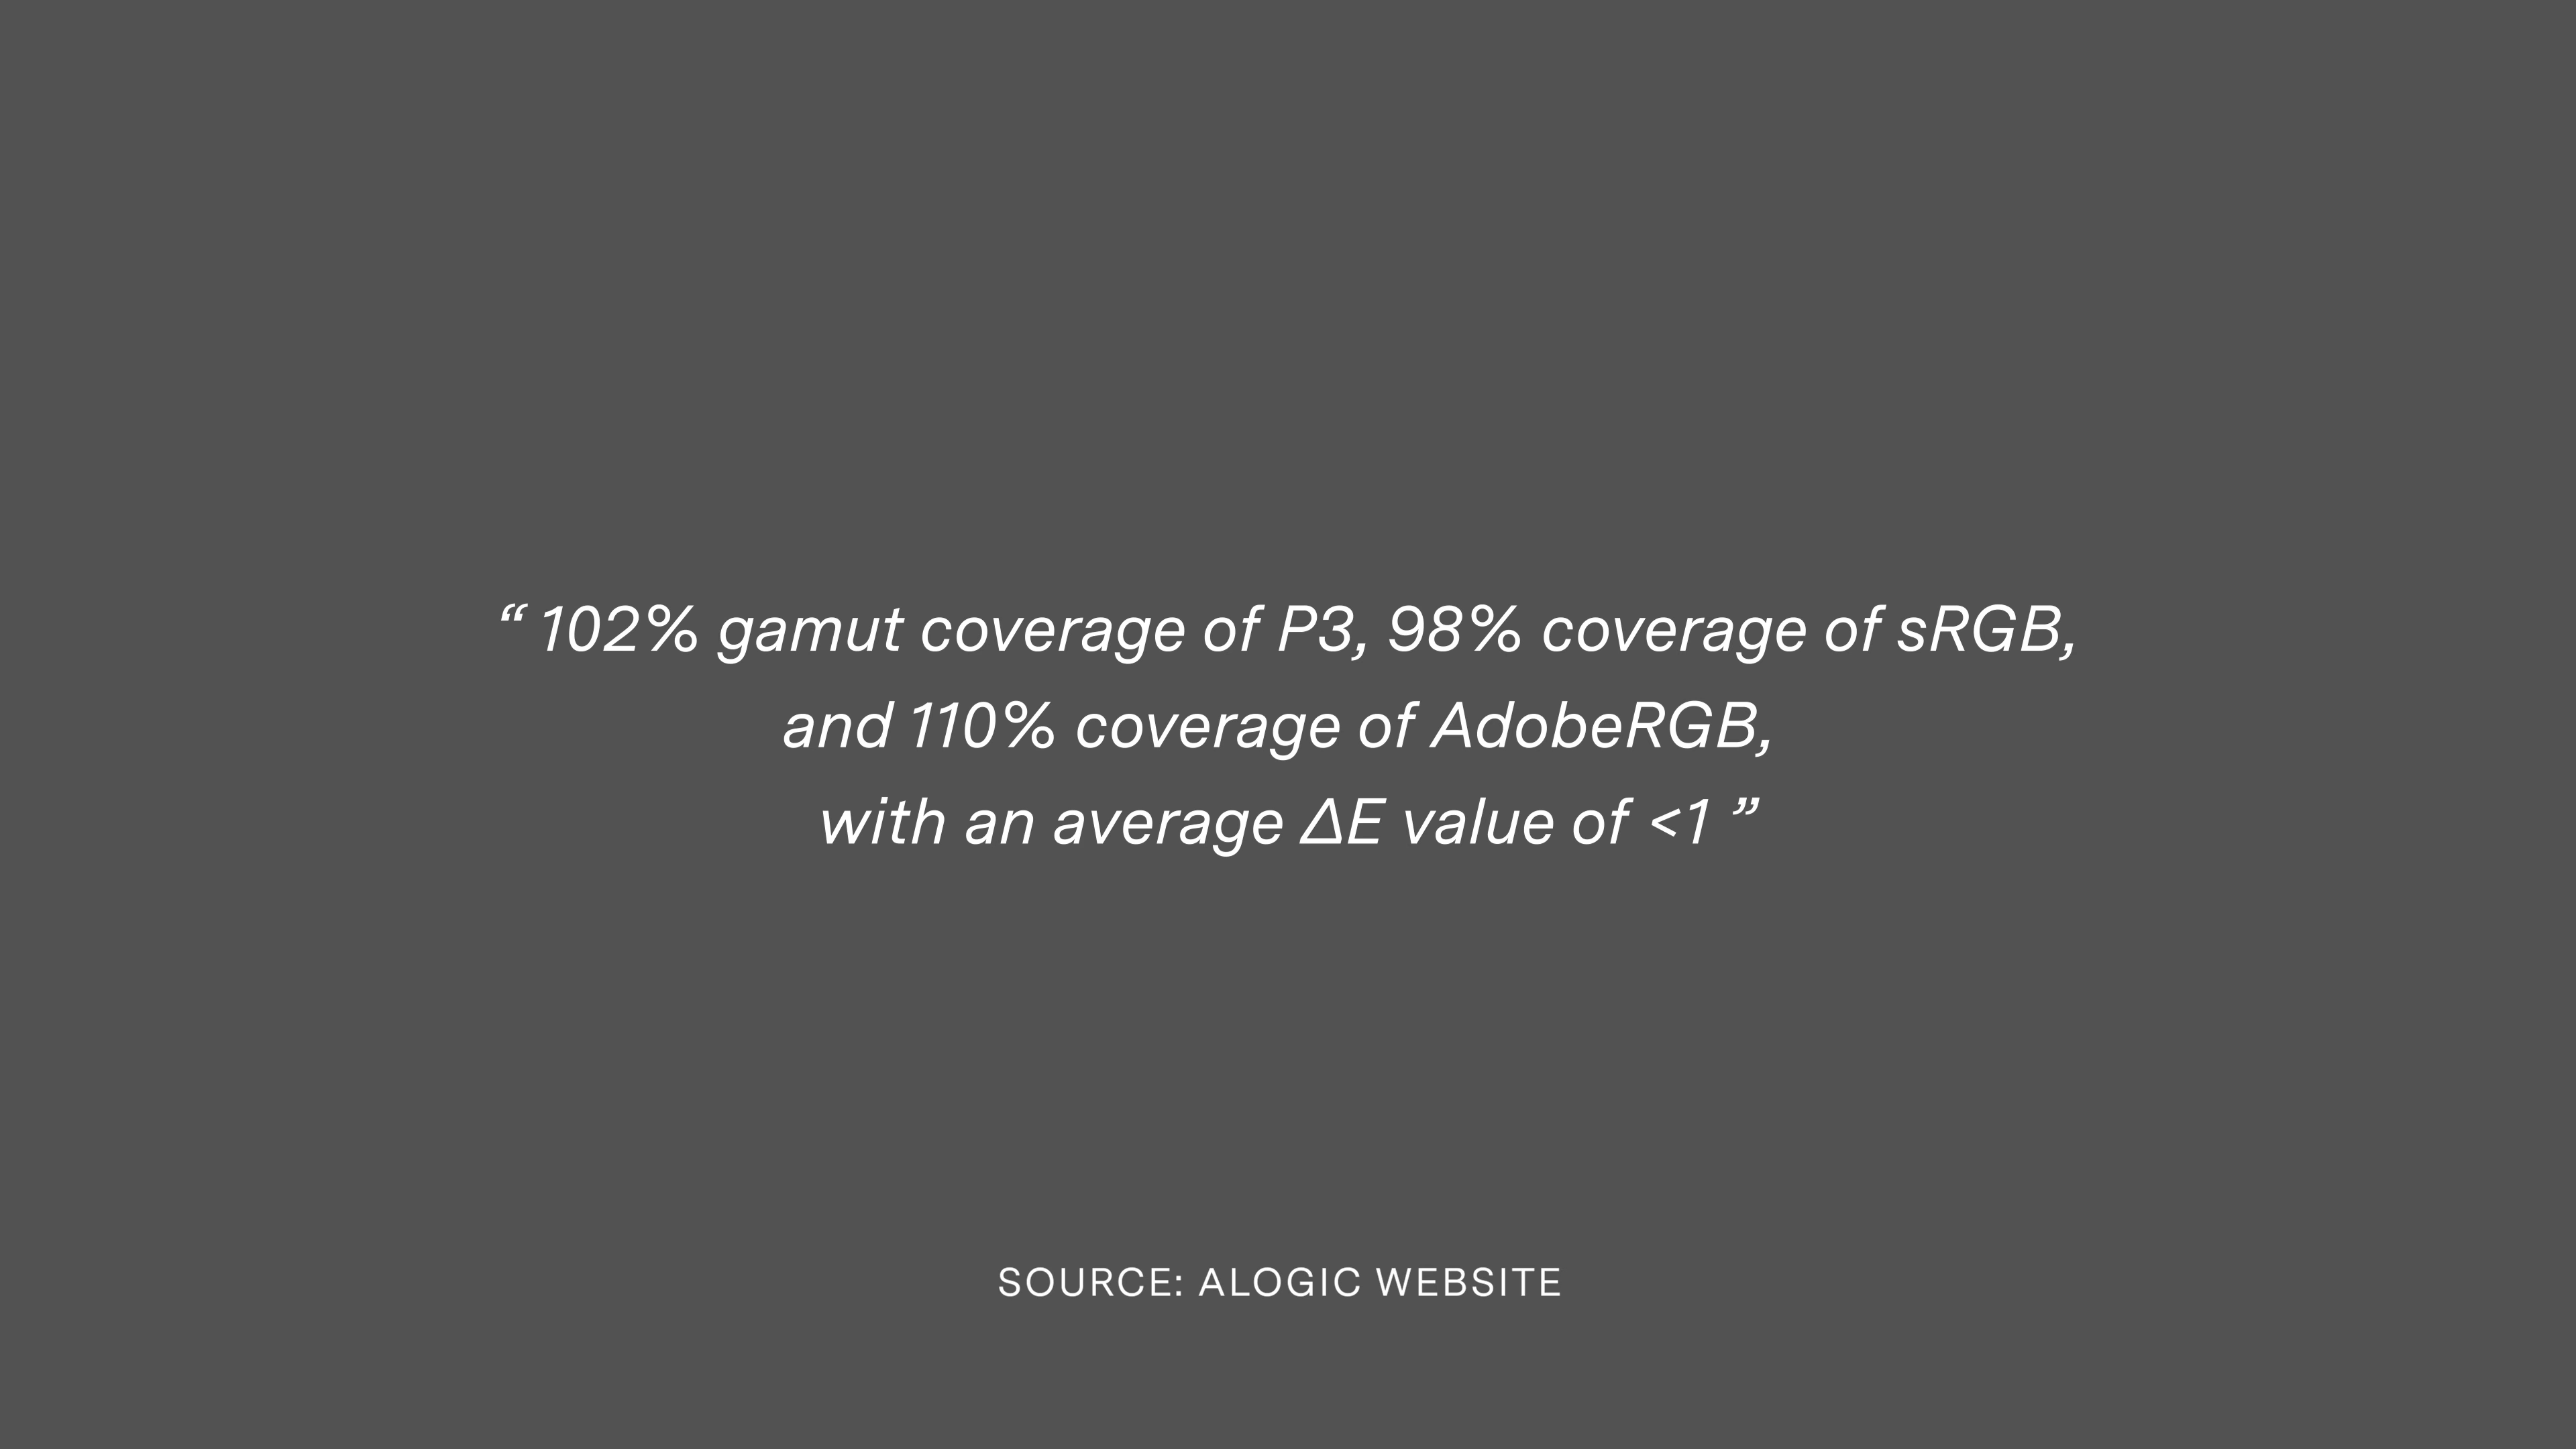 “ 102% gamut coverage of P3, 98% coverage of sRGB,
and 110% coverage of AdobeRGB,
with an average ΔE value of <1 ”
SOURCE: ALOGIC WEBSITE